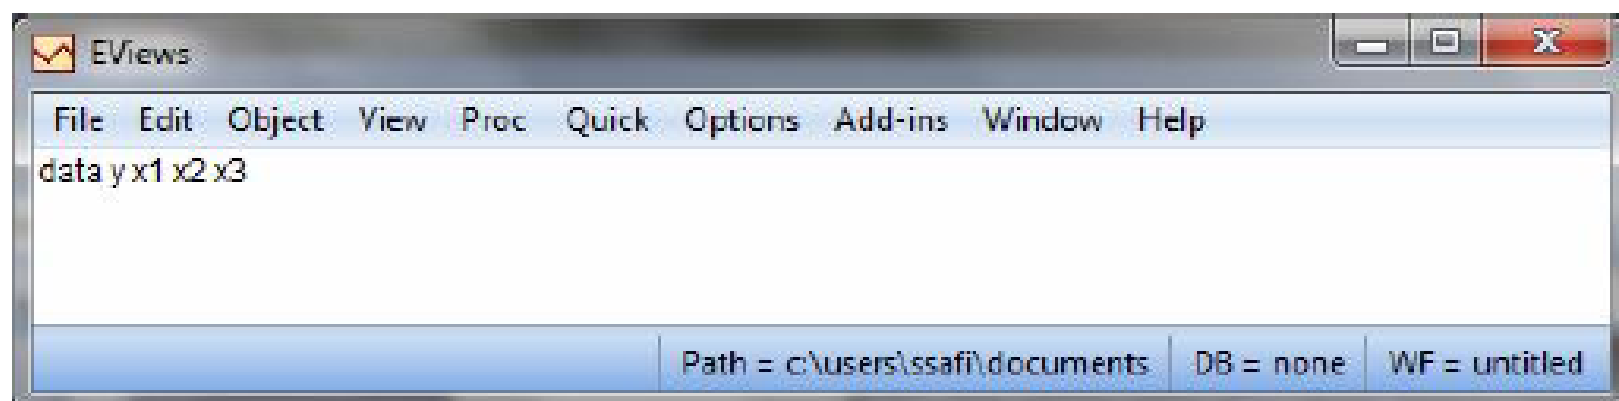 EViews
File Edit Object View Proc Quick Options Add-ins Window Help
data y x1 x2 x3
Path = c:\users\ssafi\documents DB = none WF = untitled